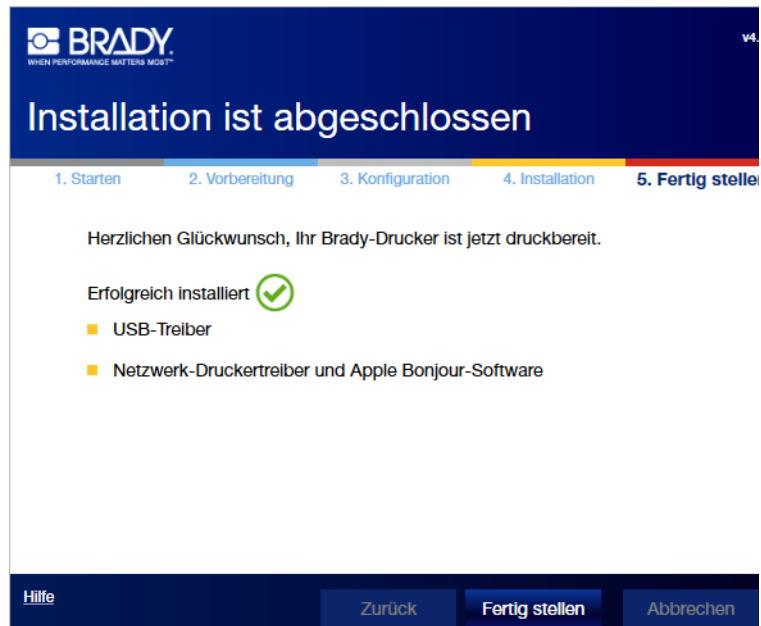 BRADY.
WHEN PERFORMANCE MATTERS MOST™
v4.
Installation ist abgeschlossen
1. Starten 2. Vorbereitung 3. Konfiguration 4. Installation 5. Fertig steller
Herzlichen Glückwunsch, Ihr Brady-Drucker ist jetzt druckbereit.
Erfolgreich installiert
USB-Treiber
Netzwerk-Druckertreiber und Apple Bonjour-Software
Hilfe Zurück Fertig stellen Abbrechen